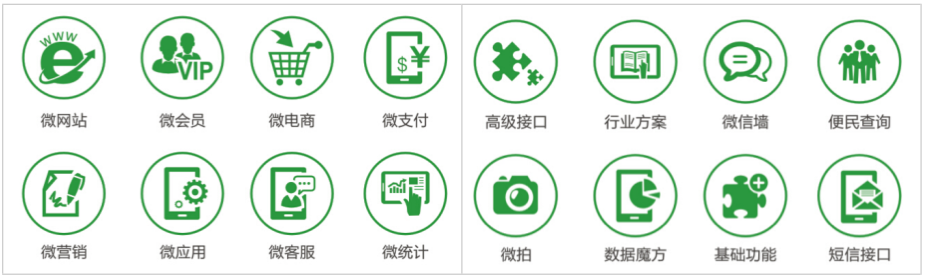 WWW
e
VIP
$ ¥
微网站 微会员 微电商 微支付 高级接口 行业方案 微信墙 便民查询
微营销 微应用 微客服 微统计 微拍 数据魔方 基础功能 短信接口